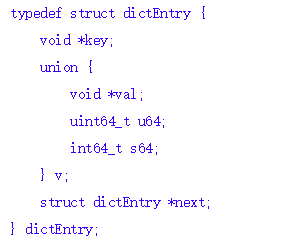 typedef struct dictEntry {
    void *key;
    union {
        void *val;
        uint64_t u64;
        int64_t s64;
    } v;
    struct dictEntry *next;
} dictEntry;